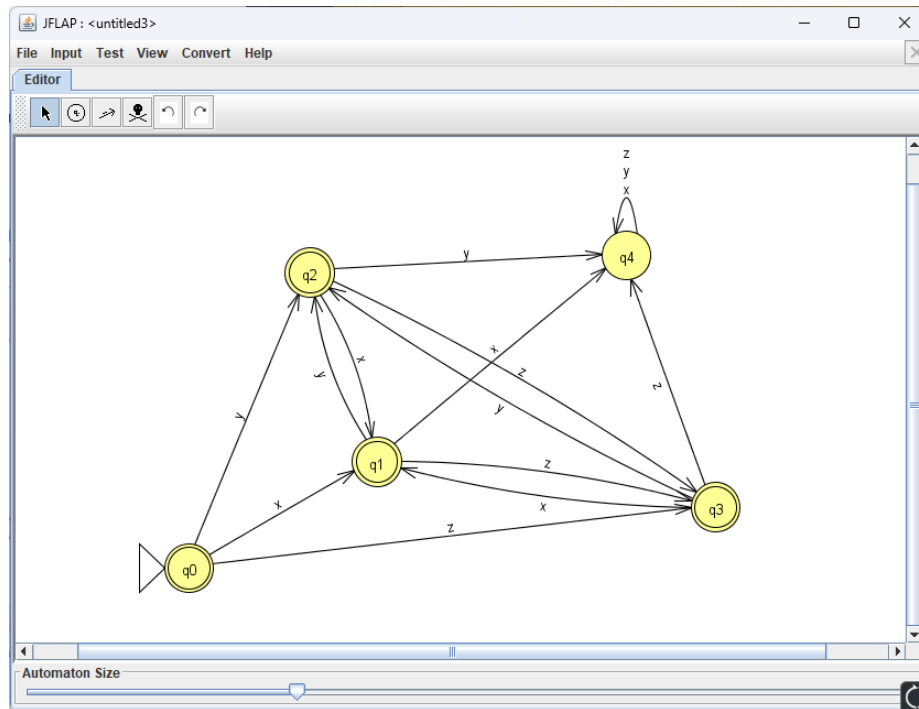 JFLAP : <untitled3>
File Input Test View Convert Help
Editor
z
y
x
q2
y
q4
x
y
x
z
z
y
y
q1
z
x
x
z
q3
q0
Automaton Size